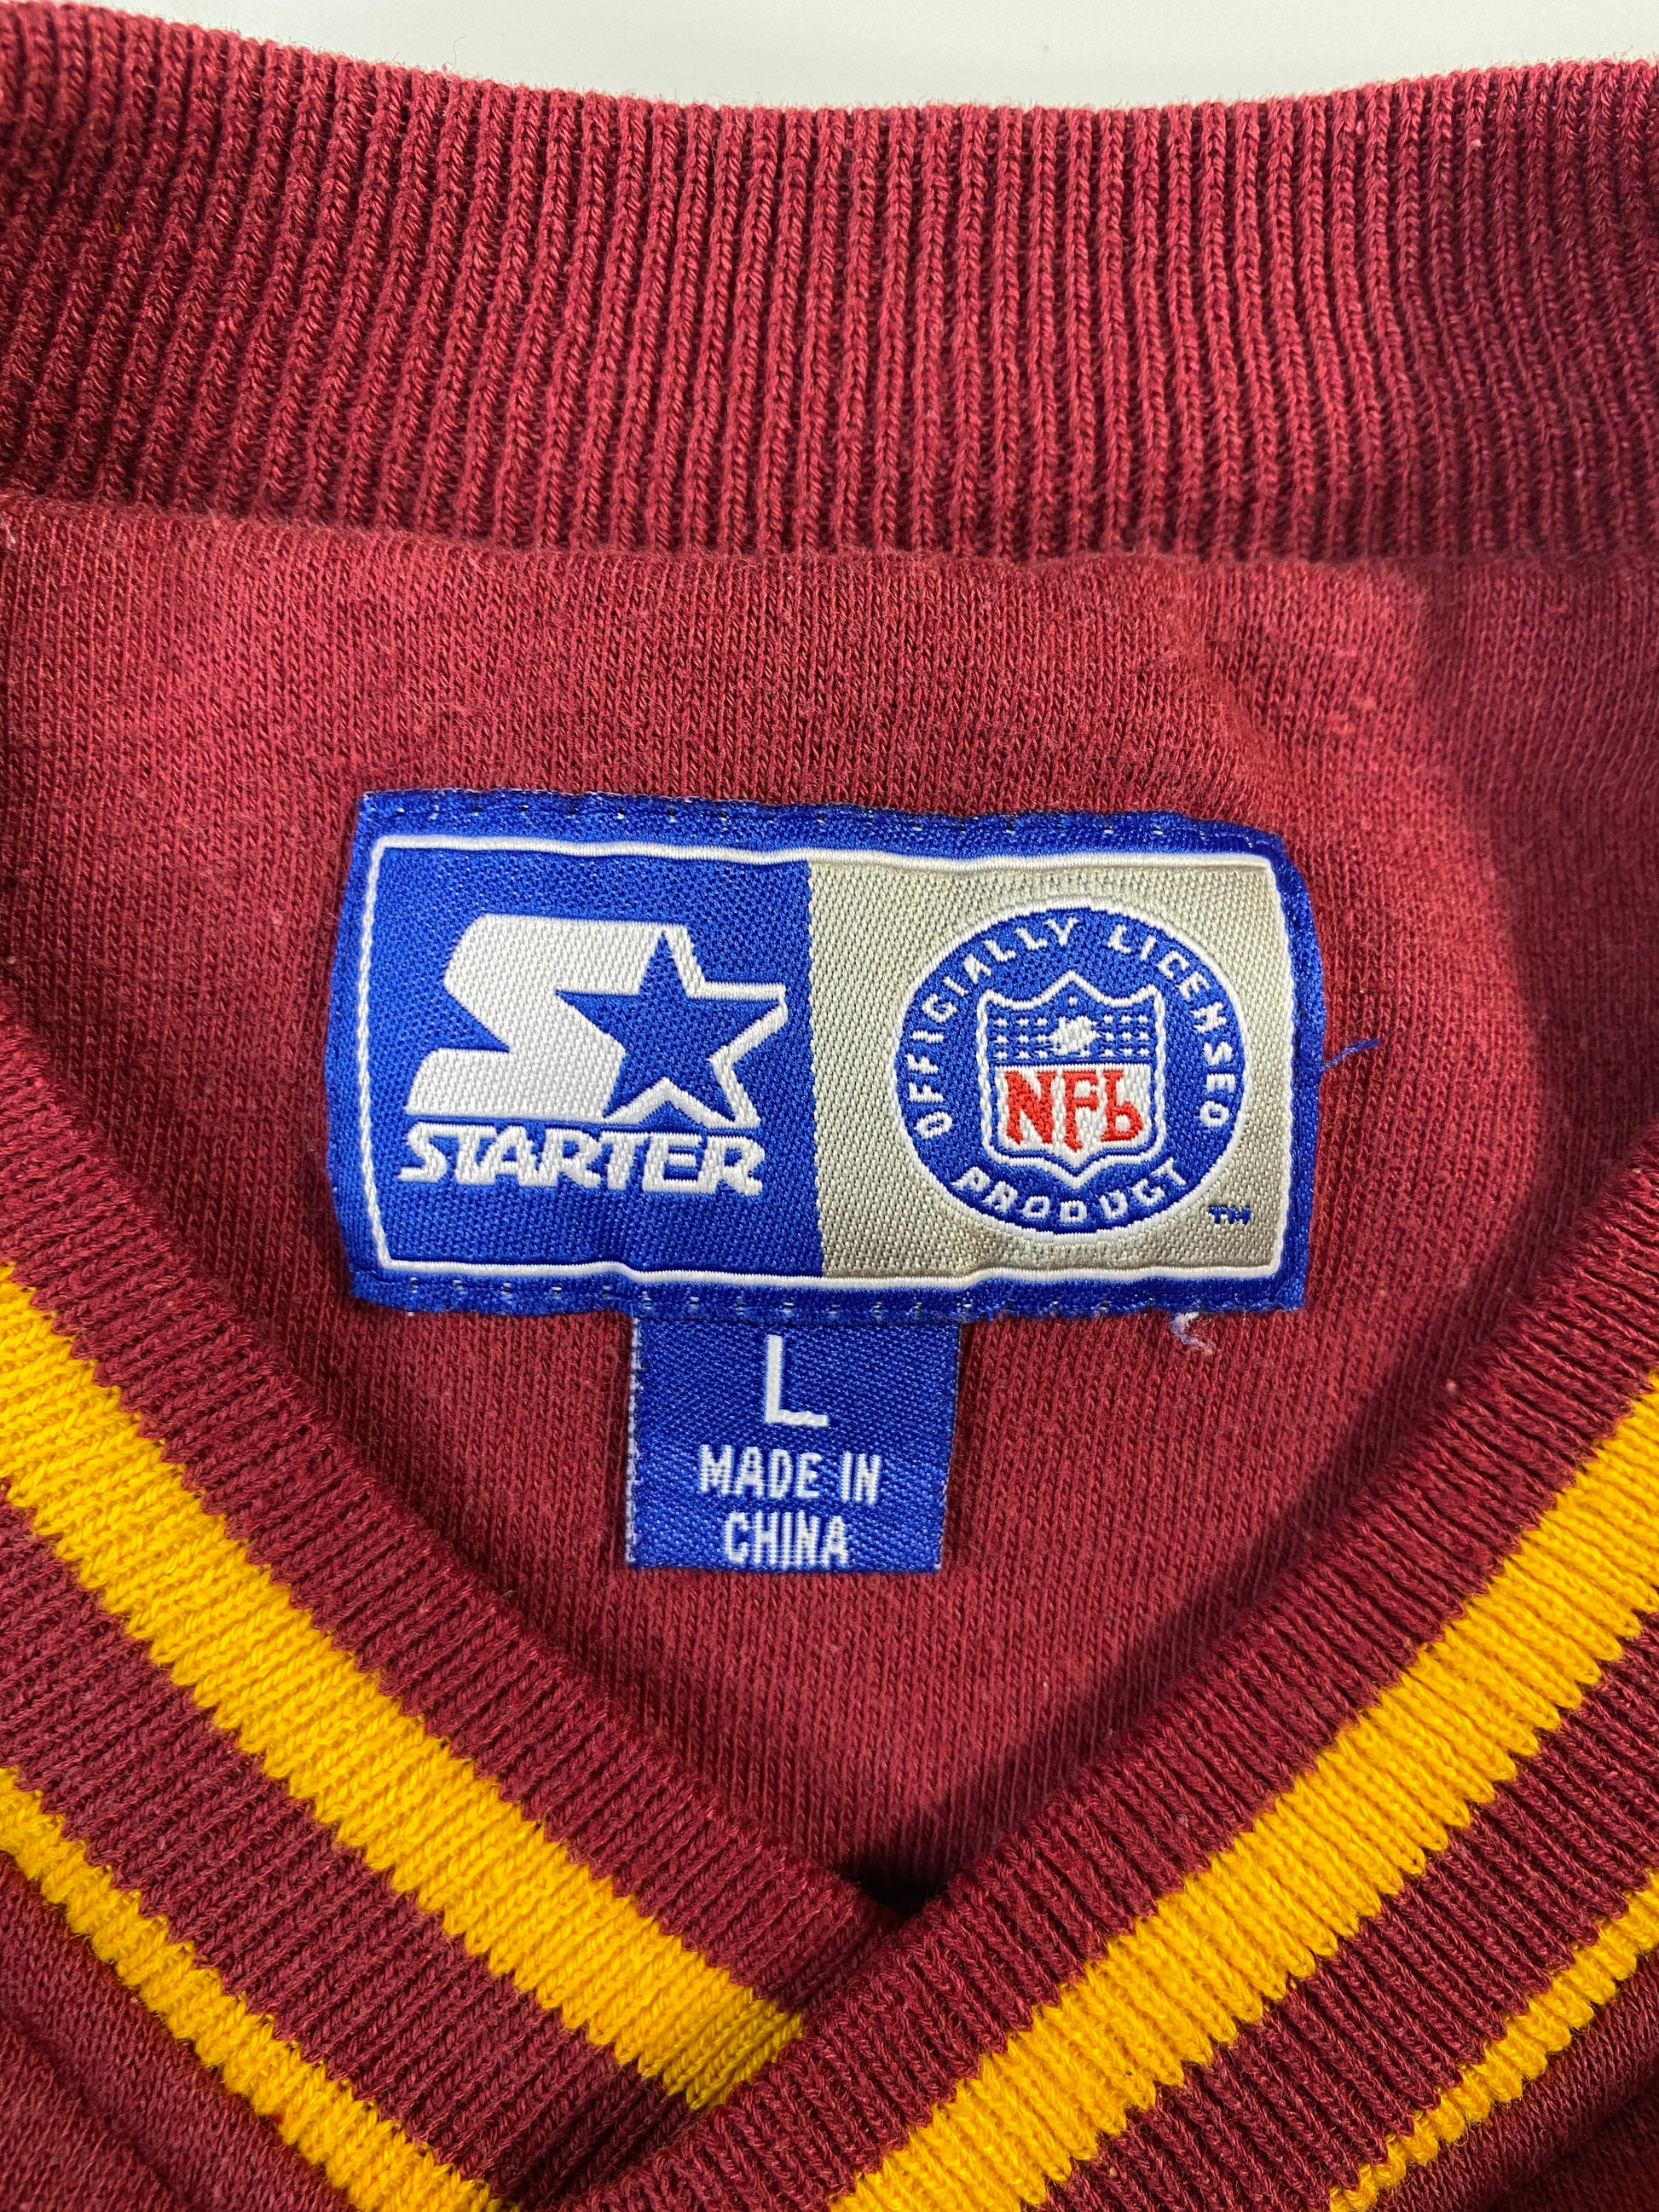 STARTER
OFFICIALLY LICENSED
NFL
PRODUCT
TM
L
MADE IN
CHINA